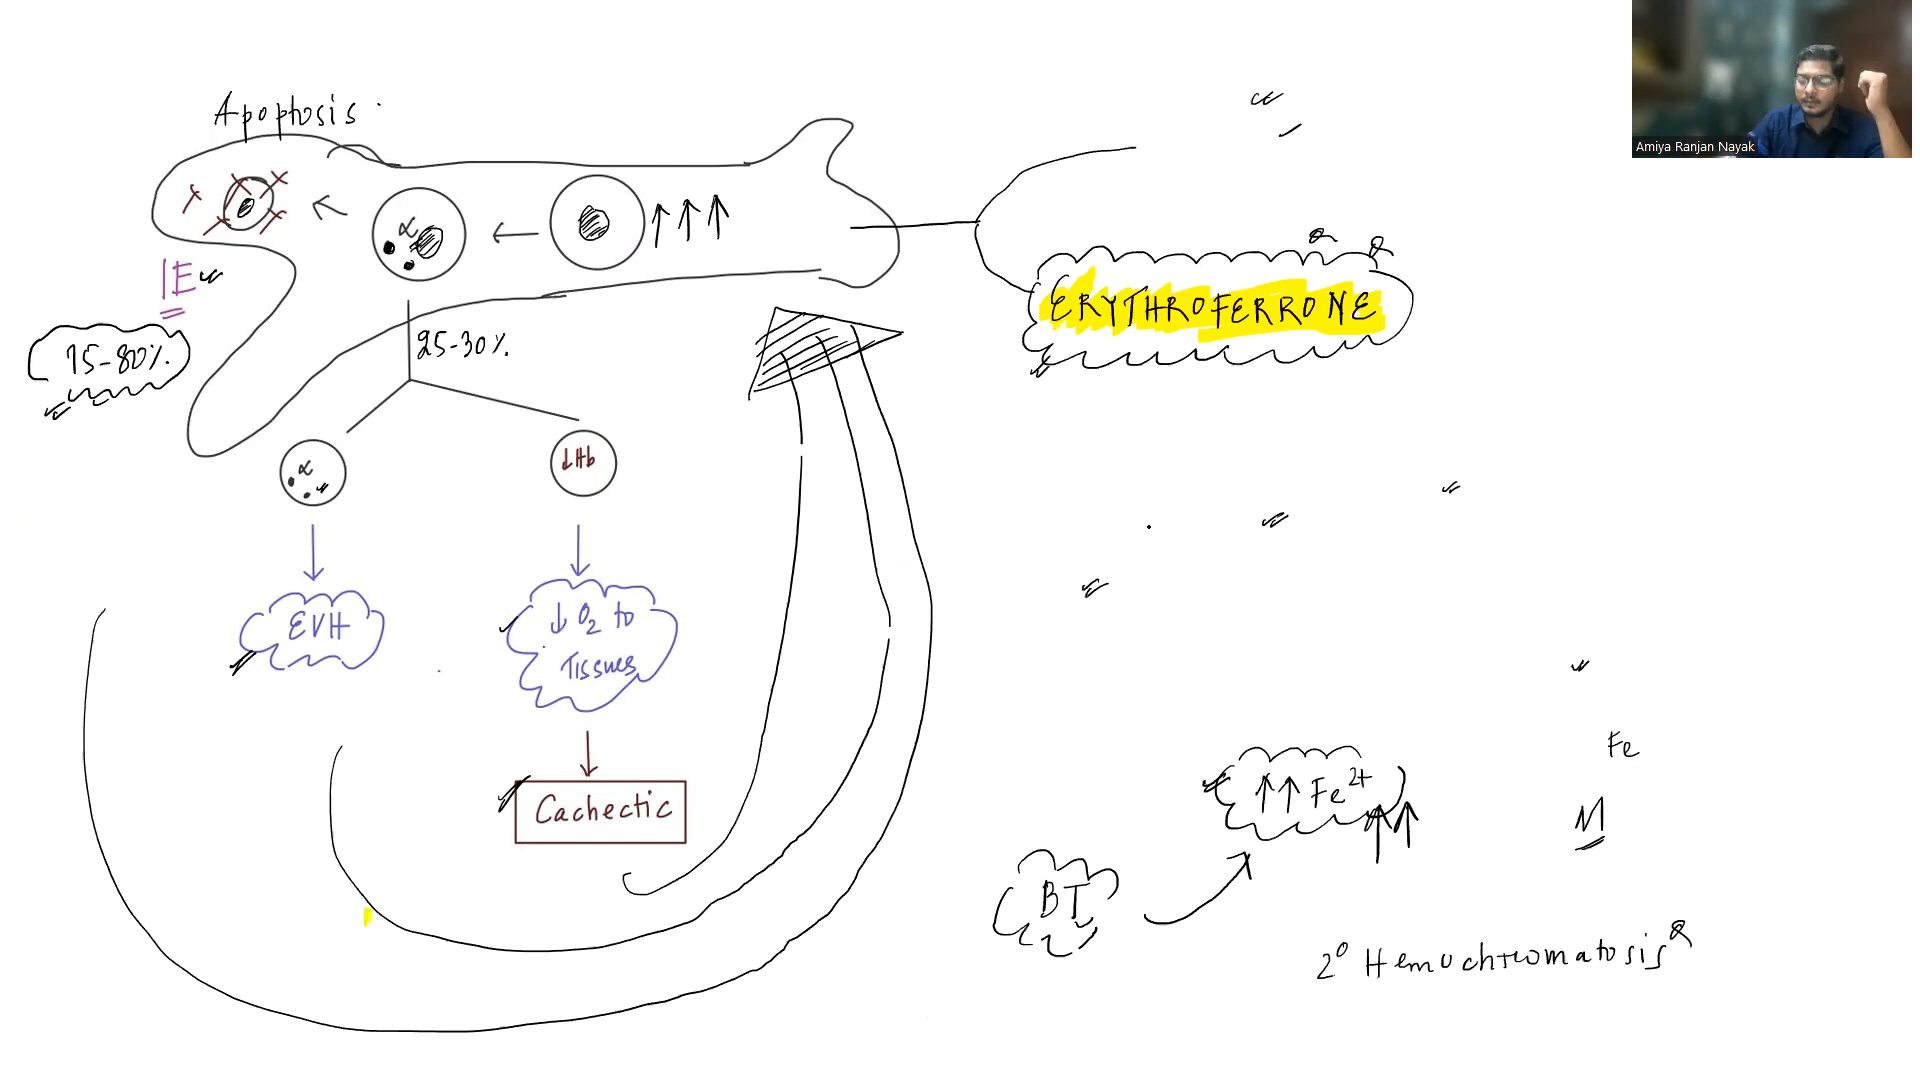 Amiya Ranjan Nayak
Apoptosis
α
IE
75-80%.
25-30%.
ERYTHROFERRONE
α
↓Hb
EVH
↓ O2 to
Tissues
Cachectic
↑↑ Fe2+
↑↑
Fe
M
BT
2° Hemochromatosis